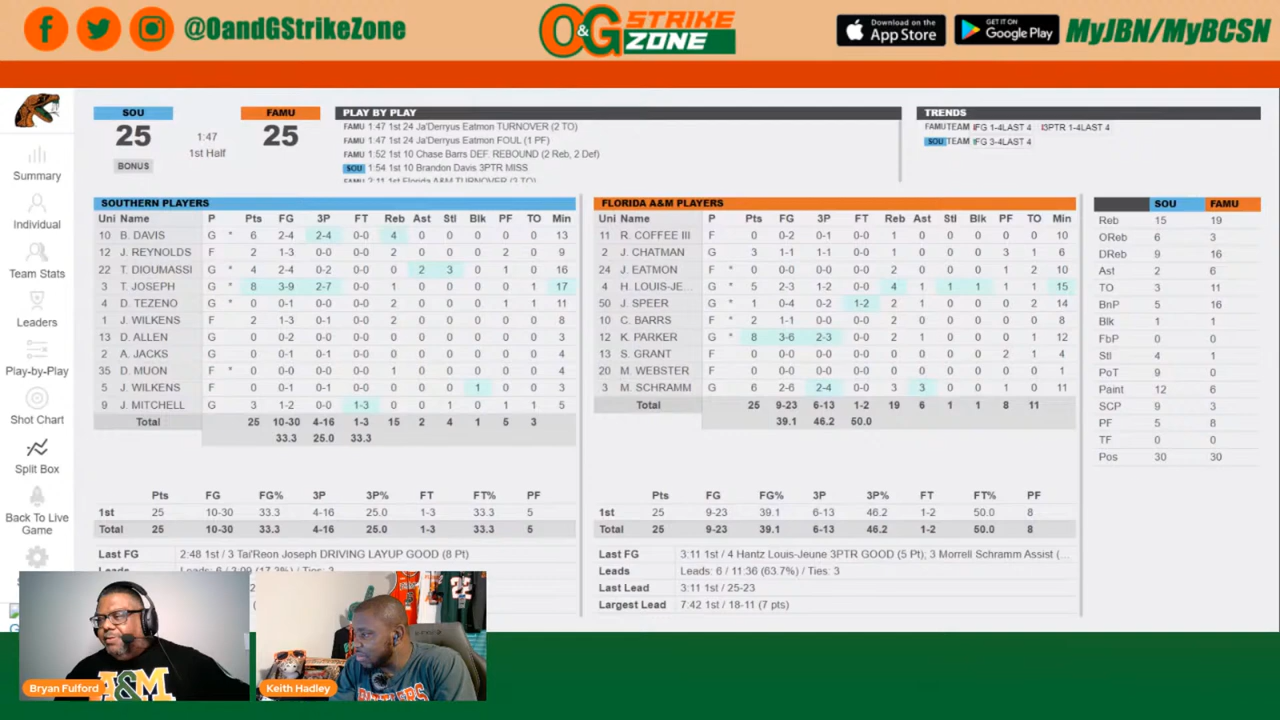 @OandGStrikeZone
O&G STRIKE ZONE
Download on the App Store
GET IT ON Google Play
MyJBN/MyBCSN
Summary
Individual
Team Stats
Leaders
Play-by-Play
Shot Chart
Split Box
Back To Live Game
SOU
25
BONUS
1:47
1st Half
FAMU
25
PLAY BY PLAY
FAMU 1:47 1st 24 Ja'Derryus Eatmon TURNOVER (2 TO)
FAMU 1:47 1st 24 Ja'Derryus Eatmon FOUL (1 PF)
FAMU 1:52 1st 10 Chase Barrs DEF. REBOUND (2 Reb, 2 Def)
SOU 1:54 1st 10 Brandon Davis 3PTR MISS
FAMU 2:11 1st Florida A&M TURNOVER (2 TO)
TRENDS
FAMU TEAM FG 1-4 LAST 4 3PTR 1-4 LAST 4
SOU TEAM FG 3-4 LAST 4
SOUTHERN PLAYERS
Uni Name P Pts FG 3P FT Reb Ast Stl Blk PF TO Min
10 B. DAVIS G * 6 2-4 2-4 0-0 4 0 0 0 0 0 13
12 J. REYNOLDS F 2 1-3 0-0 0-0 2 0 0 0 2 0 9
22 T. DIOUMASSI G * 4 2-4 0-2 0-0 0 2 3 0 1 0 16
3 T. JOSEPH G * 8 3-9 2-7 0-0 0 0 0 0 0 1 17
4 D. TEZENO G * 0 0-1 0-0 0-0 2 0 0 0 1 1 11
1 J. WILKENS F 2 1-3 0-1 0-0 2 0 0 0 0 0 8
13 D. ALLEN G 0 0-2 0-0 0-0 1 0 0 0 0 0 3
2 A. JACKS G 0 0-1 0-1 0-0 0 0 0 0 0 0 4
35 D. MUON F * 0 0-0 0-0 0-0 1 0 0 0 0 0 4
5 J. WILKENS F 0 0-1 0-1 0-0 0 0 0 1 0 0 3
9 J. MITCHELL G 3 1-2 0-0 1-3 0 0 1 0 1 1 5
Total 25 10-30 4-16 1-3 15 2 4 1 5 3
33.3 25.0 33.3
Pts FG FG% 3P 3P% FT FT% PF
1st 25 10-30 33.3 4-16 25.0 1-3 33.3 5
Total 25 10-30 33.3 4-16 25.0 1-3 33.3 5
Last FG 2:48 1st / 3 Tai'Reon Joseph DRIVING LAYUP GOOD (8 Pt)
Leads Leads: 6 / 3:09 (17.3%) / Ties: 3
FLORIDA A&M PLAYERS
Uni Name P Pts FG 3P FT Reb Ast Stl Blk PF TO Min
11 R. COFFEE III F 0 0-2 0-1 0-0 1 0 0 0 0 0 10
2 J. CHATMAN G 3 1-1 1-1 0-0 1 0 0 0 3 1 6
24 J. EATMON F * 0 0-0 0-0 0-0 1 0 0 0 1 2 10
4 H. LOUIS-JE... G * 5 2-3 1-2 0-0 4 1 1 1 1 1 15
50 J. SPEER G * 1 0-4 0-2 1-2 2 1 0 0 0 2 14
10 C. BARRS F * 2 1-1 0-0 0-0 2 0 0 0 0 0 8
12 K. PARKER G * 8 3-6 2-3 0-0 2 1 0 0 1 1 12
13 S. GRANT F 0 0-0 0-0 0-0 0 0 0 0 2 1 4
20 M. WEBSTER F 0 0-0 0-0 0-0 0 0 0 0 0 0 0
3 M. SCHRAMM G 6 2-6 2-4 0-0 3 3 0 0 0 1 0 11
Total 25 9-23 6-13 1-2 19 6 1 1 8 11
39.1 46.2 50.0
Pts FG FG% 3P 3P% FT FT% PF
1st 25 9-23 39.1 6-13 46.2 1-2 50.0 8
Total 25 9-23 39.1 6-13 46.2 1-2 50.0 8
Last FG 3:11 1st / 4 Hantz Louis-Jeune 3PTR GOOD (5 Pt); 3 Morrell Schramm Assist (...
Leads Leads: 6 / 11:36 (63.7%) / Ties: 3
Last Lead 3:11 1st / 25-23
Largest Lead 7:42 1st / 18-11 (7 pts)
SOU FAMU
Reb 15 19
OReb 6 3
DReb 9 16
Ast 2 6
TO 3 11
BnP 5 16
Blk 1 1
FbP 0 0
Stl 4 1
PoT 9 0
Paint 12 6
SCP 9 3
PF 5 8
TF 0 0
Pos 30 30
A&M
Bryan Fulford
22
RATTLERS
Keith Hadley